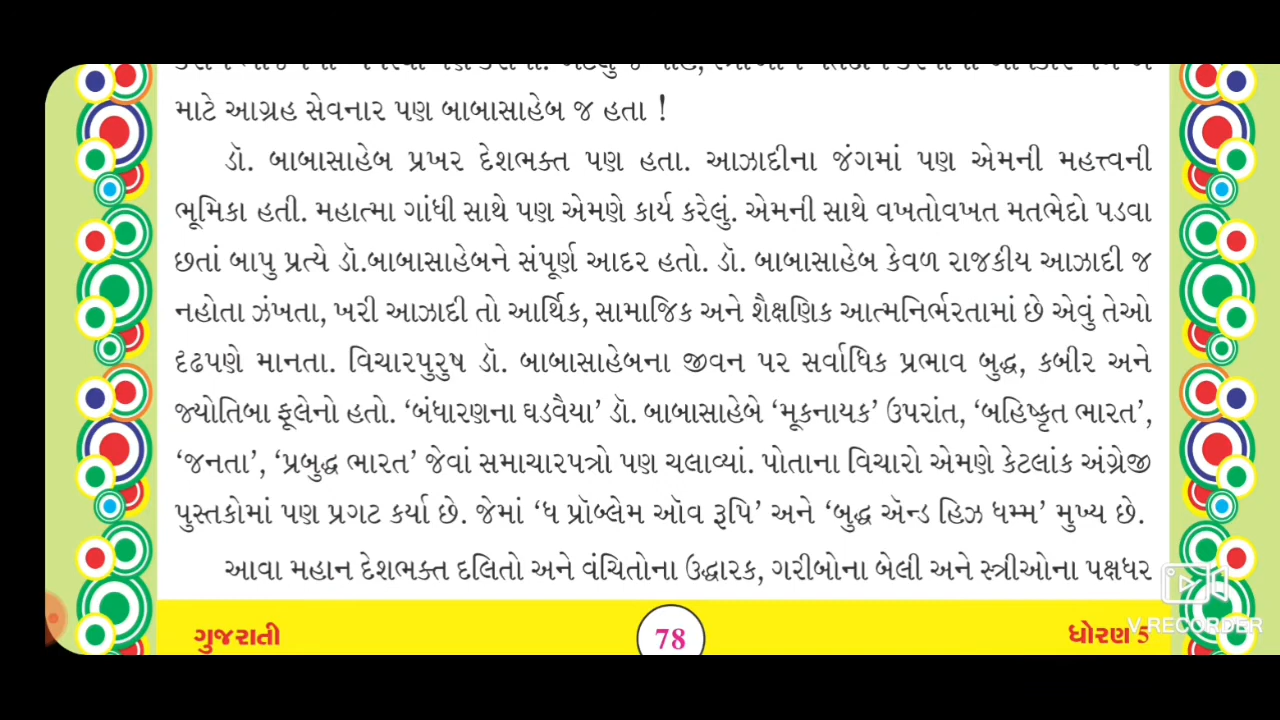 માટે આગ્રહ સેવનાર પણ બાબાસાહેબ જ હતા !
ડૉ. બાબાસાહેબ પ્રખર દેશભક્ત પણ હતા. આઝાદીના જંગમાં પણ એમની મહત્ત્વની
ભૂમિકા હતી. મહાત્મા ગાંધી સાથે પણ એમણે કાર્ય કરેલું. એમની સાથે વખતોવખત મતભેદો પડવા
છતાં બાપુ પ્રત્યે ડૉ.બાબાસાહેબને સંપૂર્ણ આદર હતો. ડૉ. બાબાસાહેબ કેવળ રાજકીય આઝાદી જ
નહોતા ઝંખતા, ખરી આઝાદી તો આર્થિક, સામાજિક અને શૈક્ષણિક આત્મનિર્ભરતામાં છે એવું તેઓ
દૃઢપણે માનતા. વિચારપુરુષ ડૉ. બાબાસાહેબના જીવન પર સર્વાધિક પ્રભાવ બુદ્ધ, કબીર અને
જ્યોતિબા ફૂલેનો હતો. ‘બંધારણના ઘડવૈયા’ ડૉ. બાબાસાહેબે ‘મૂકનાયક’ ઉપરાંત, ‘બહિષ્કૃત ભારત’,
‘જનતા’, ‘પ્રબુદ્ધ ભારત’ જેવાં સમાચારપત્રો પણ ચલાવ્યાં. પોતાના વિચારો એમણે કેટલાંક અંગ્રેજી
પુસ્તકોમાં પણ પ્રગટ કર્યા છે. જેમાં ‘ધ પ્રૉબ્લેમ ઑવ રૂપિ’ અને ‘બુદ્ધ ઍન્ડ હિઝ ધમ્મ’ મુખ્ય છે.
આવા મહાન દેશભક્ત દલિતો અને વંચિતોના ઉદ્ધારક, ગરીબોના બેલી અને સ્ત્રીઓના પક્ષધર
V RECORDER
ગુજરાતી 78 ધોરણ 5